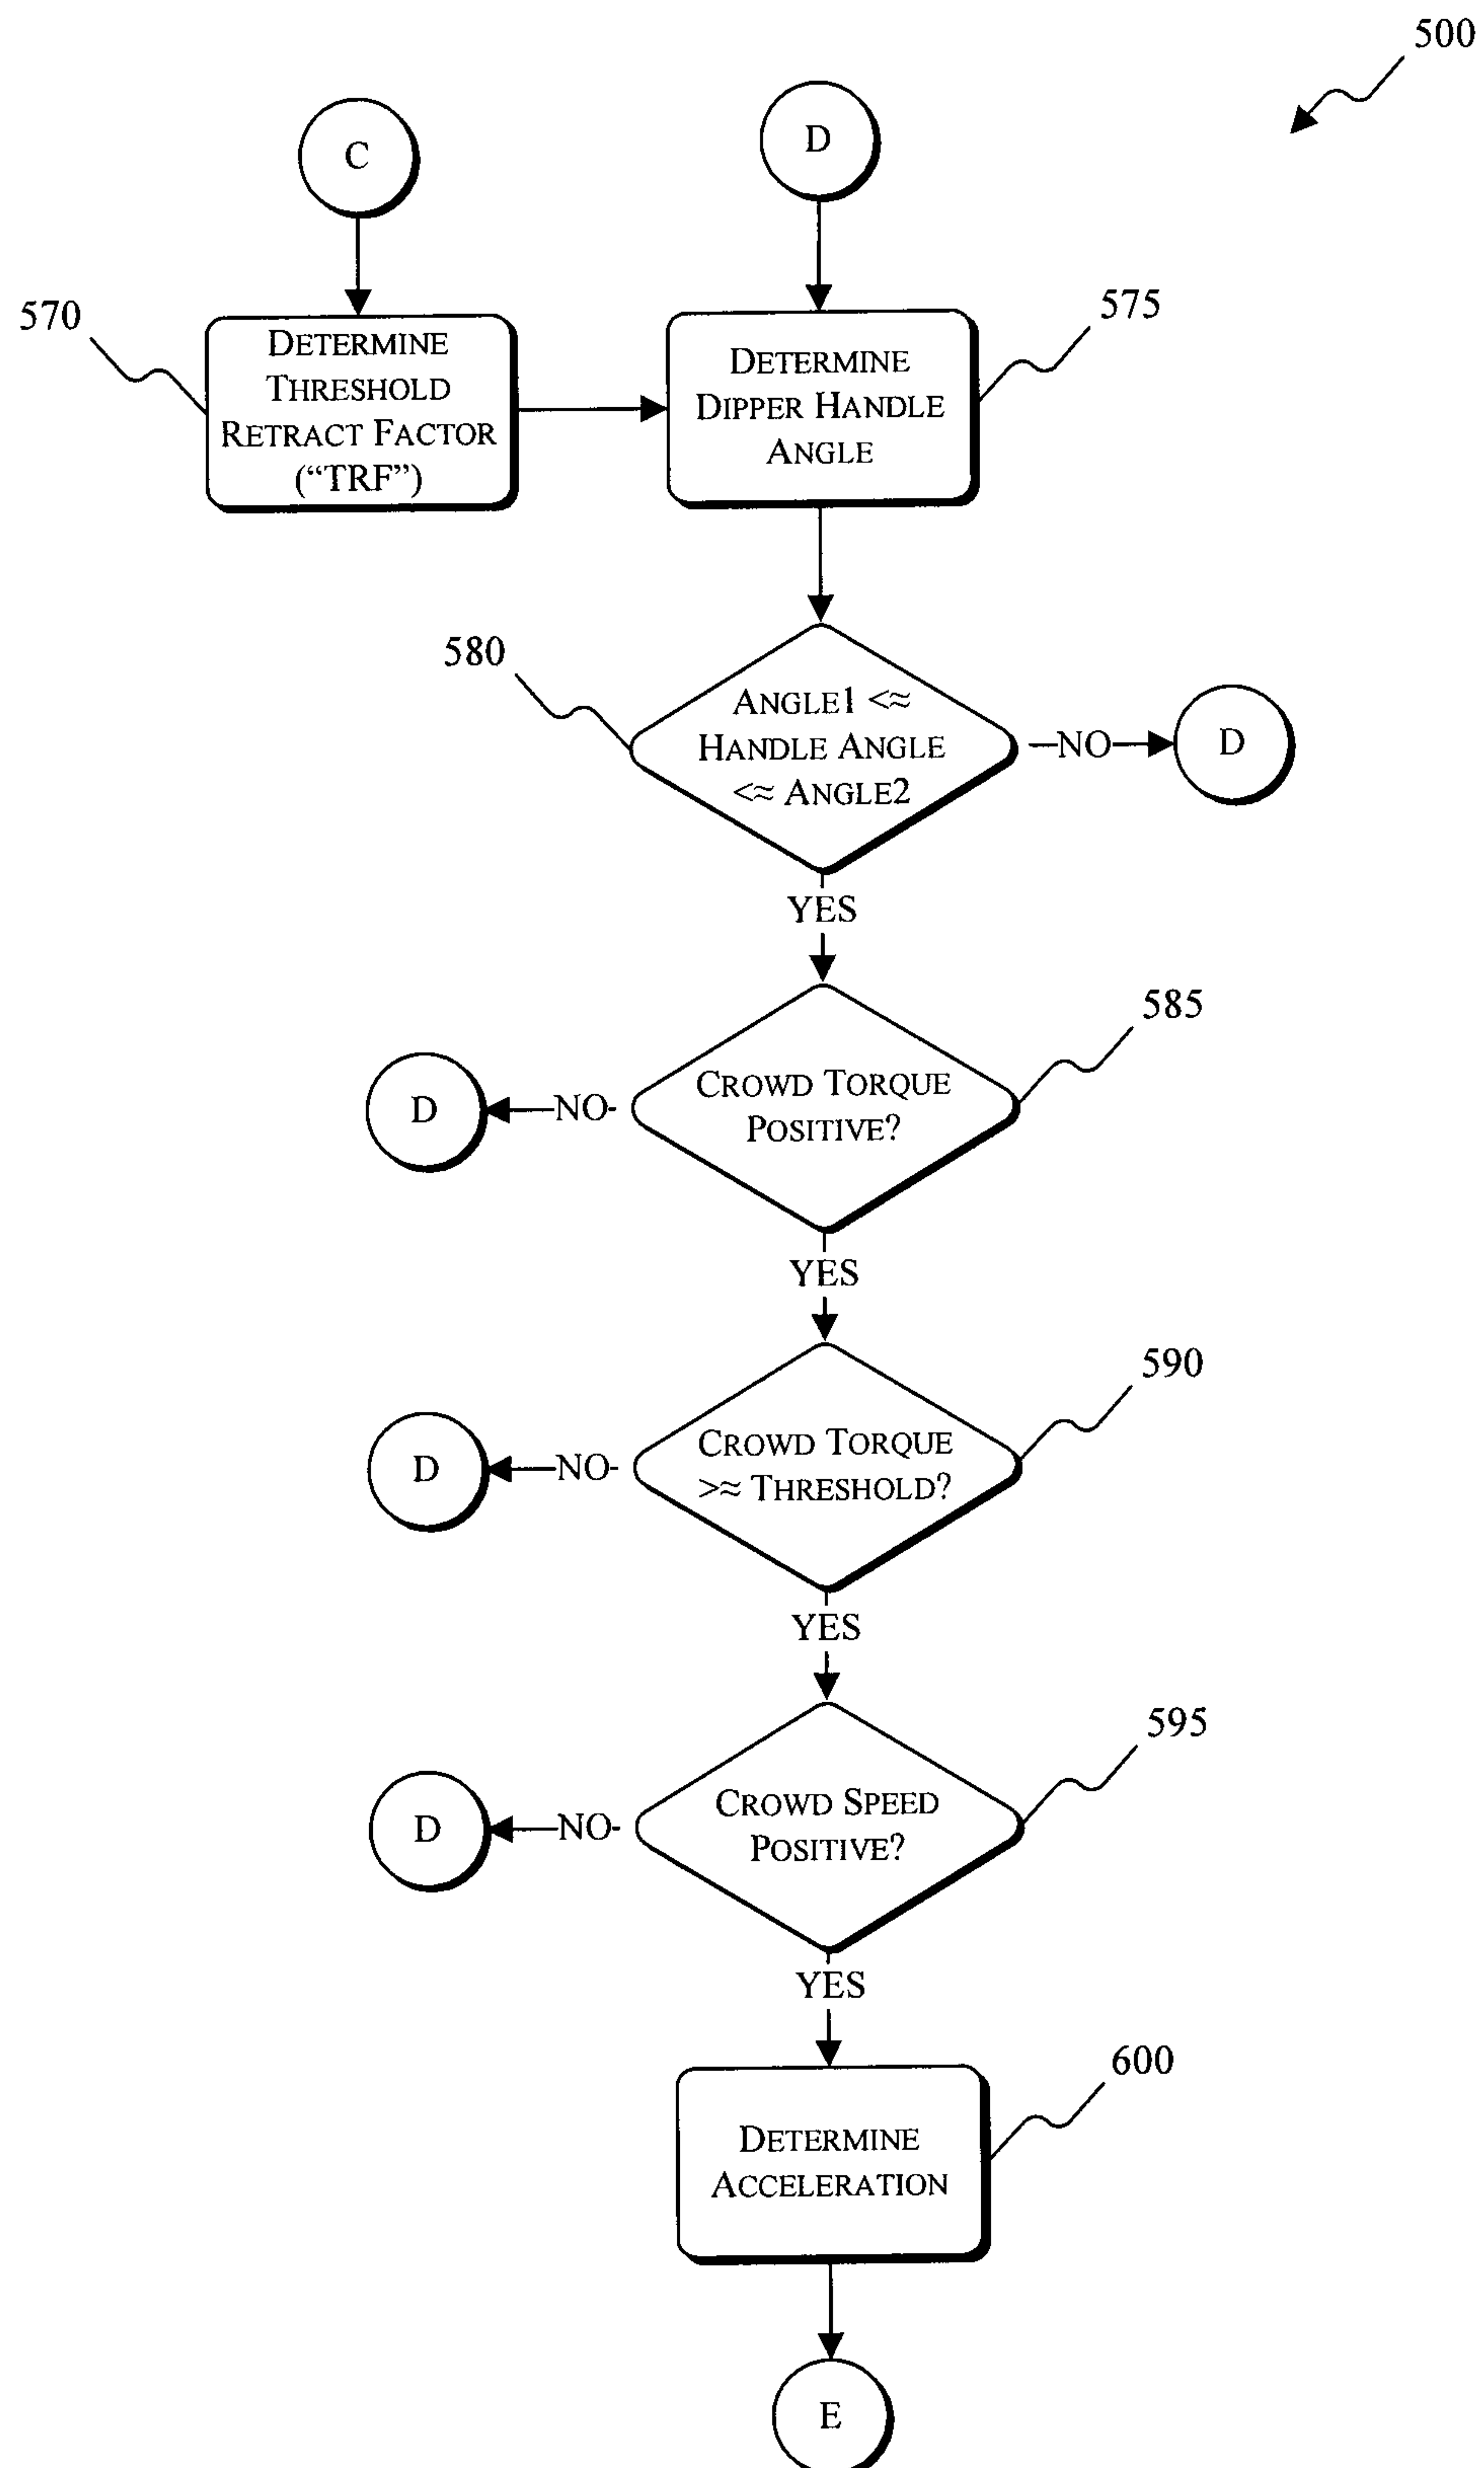 500
C
D
570
DETERMINE
THRESHOLD
RETRACT FACTOR
(“TRF”)
575
DETERMINE
DIPPER HANDLE
ANGLE
580
ANGLE1 <≈
HANDLE ANGLE
<≈ ANGLE2
NO
D
YES
585
CROWD TORQUE
POSITIVE?
NO
D
YES
590
CROWD TORQUE
>≈ THRESHOLD?
NO
D
YES
595
CROWD SPEED
POSITIVE?
NO
D
YES
600
DETERMINE
ACCELERATION
E